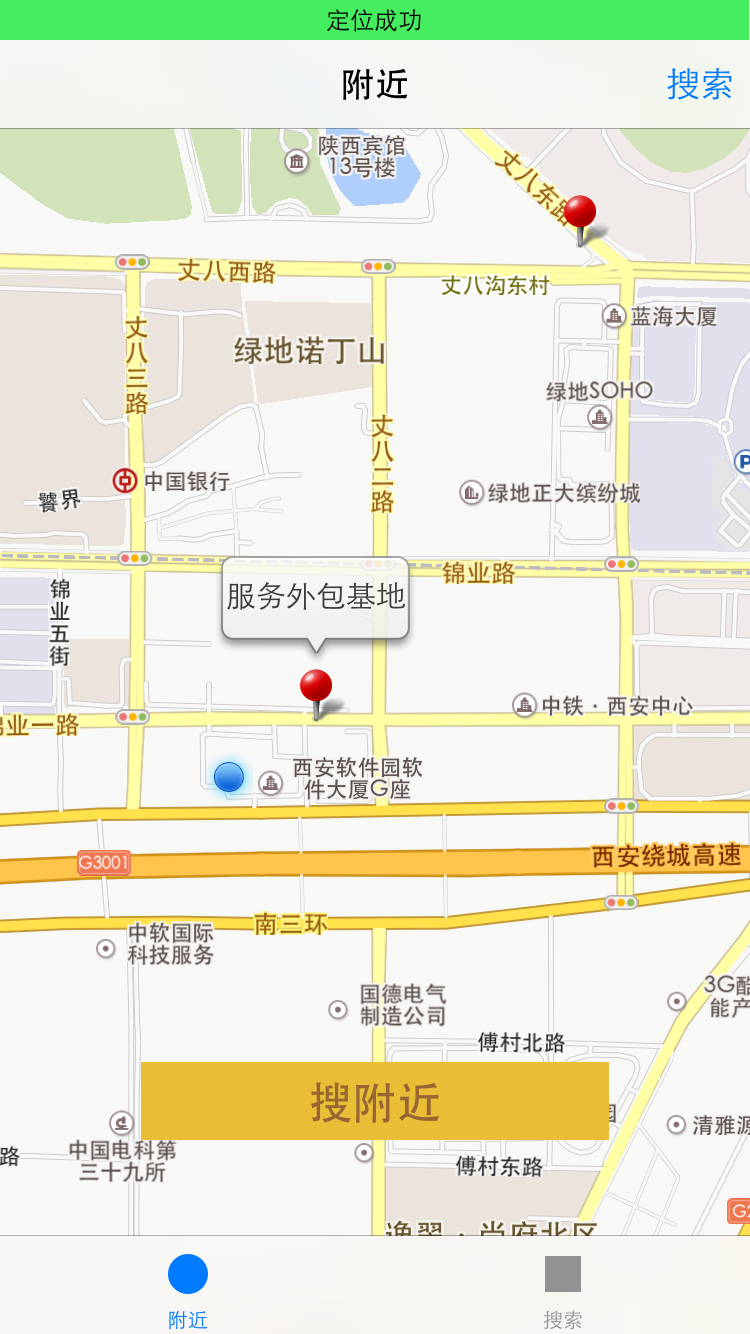 定位成功
附近
搜索
陕西宾馆
13号楼
丈八东路
丈八西路
丈八沟东村
丈八三路
蓝海大厦
绿地诺丁山
绿地SOHO
丈八二路
中国银行
饕界
绿地正大缤纷城
P
锦业路
锦业五街
服务外包基地
中铁·西安中心
业一路
西安软件园软
件大厦G座
G3001
西安绕城高速
南三环
中软国际
科技服务
国德电气
制造公司
3G酷
能产
傅村北路
搜附近
园
清雅源
中国电科第
三十九所
路
傅村东路
逸翠·尚府北区
附近
搜索